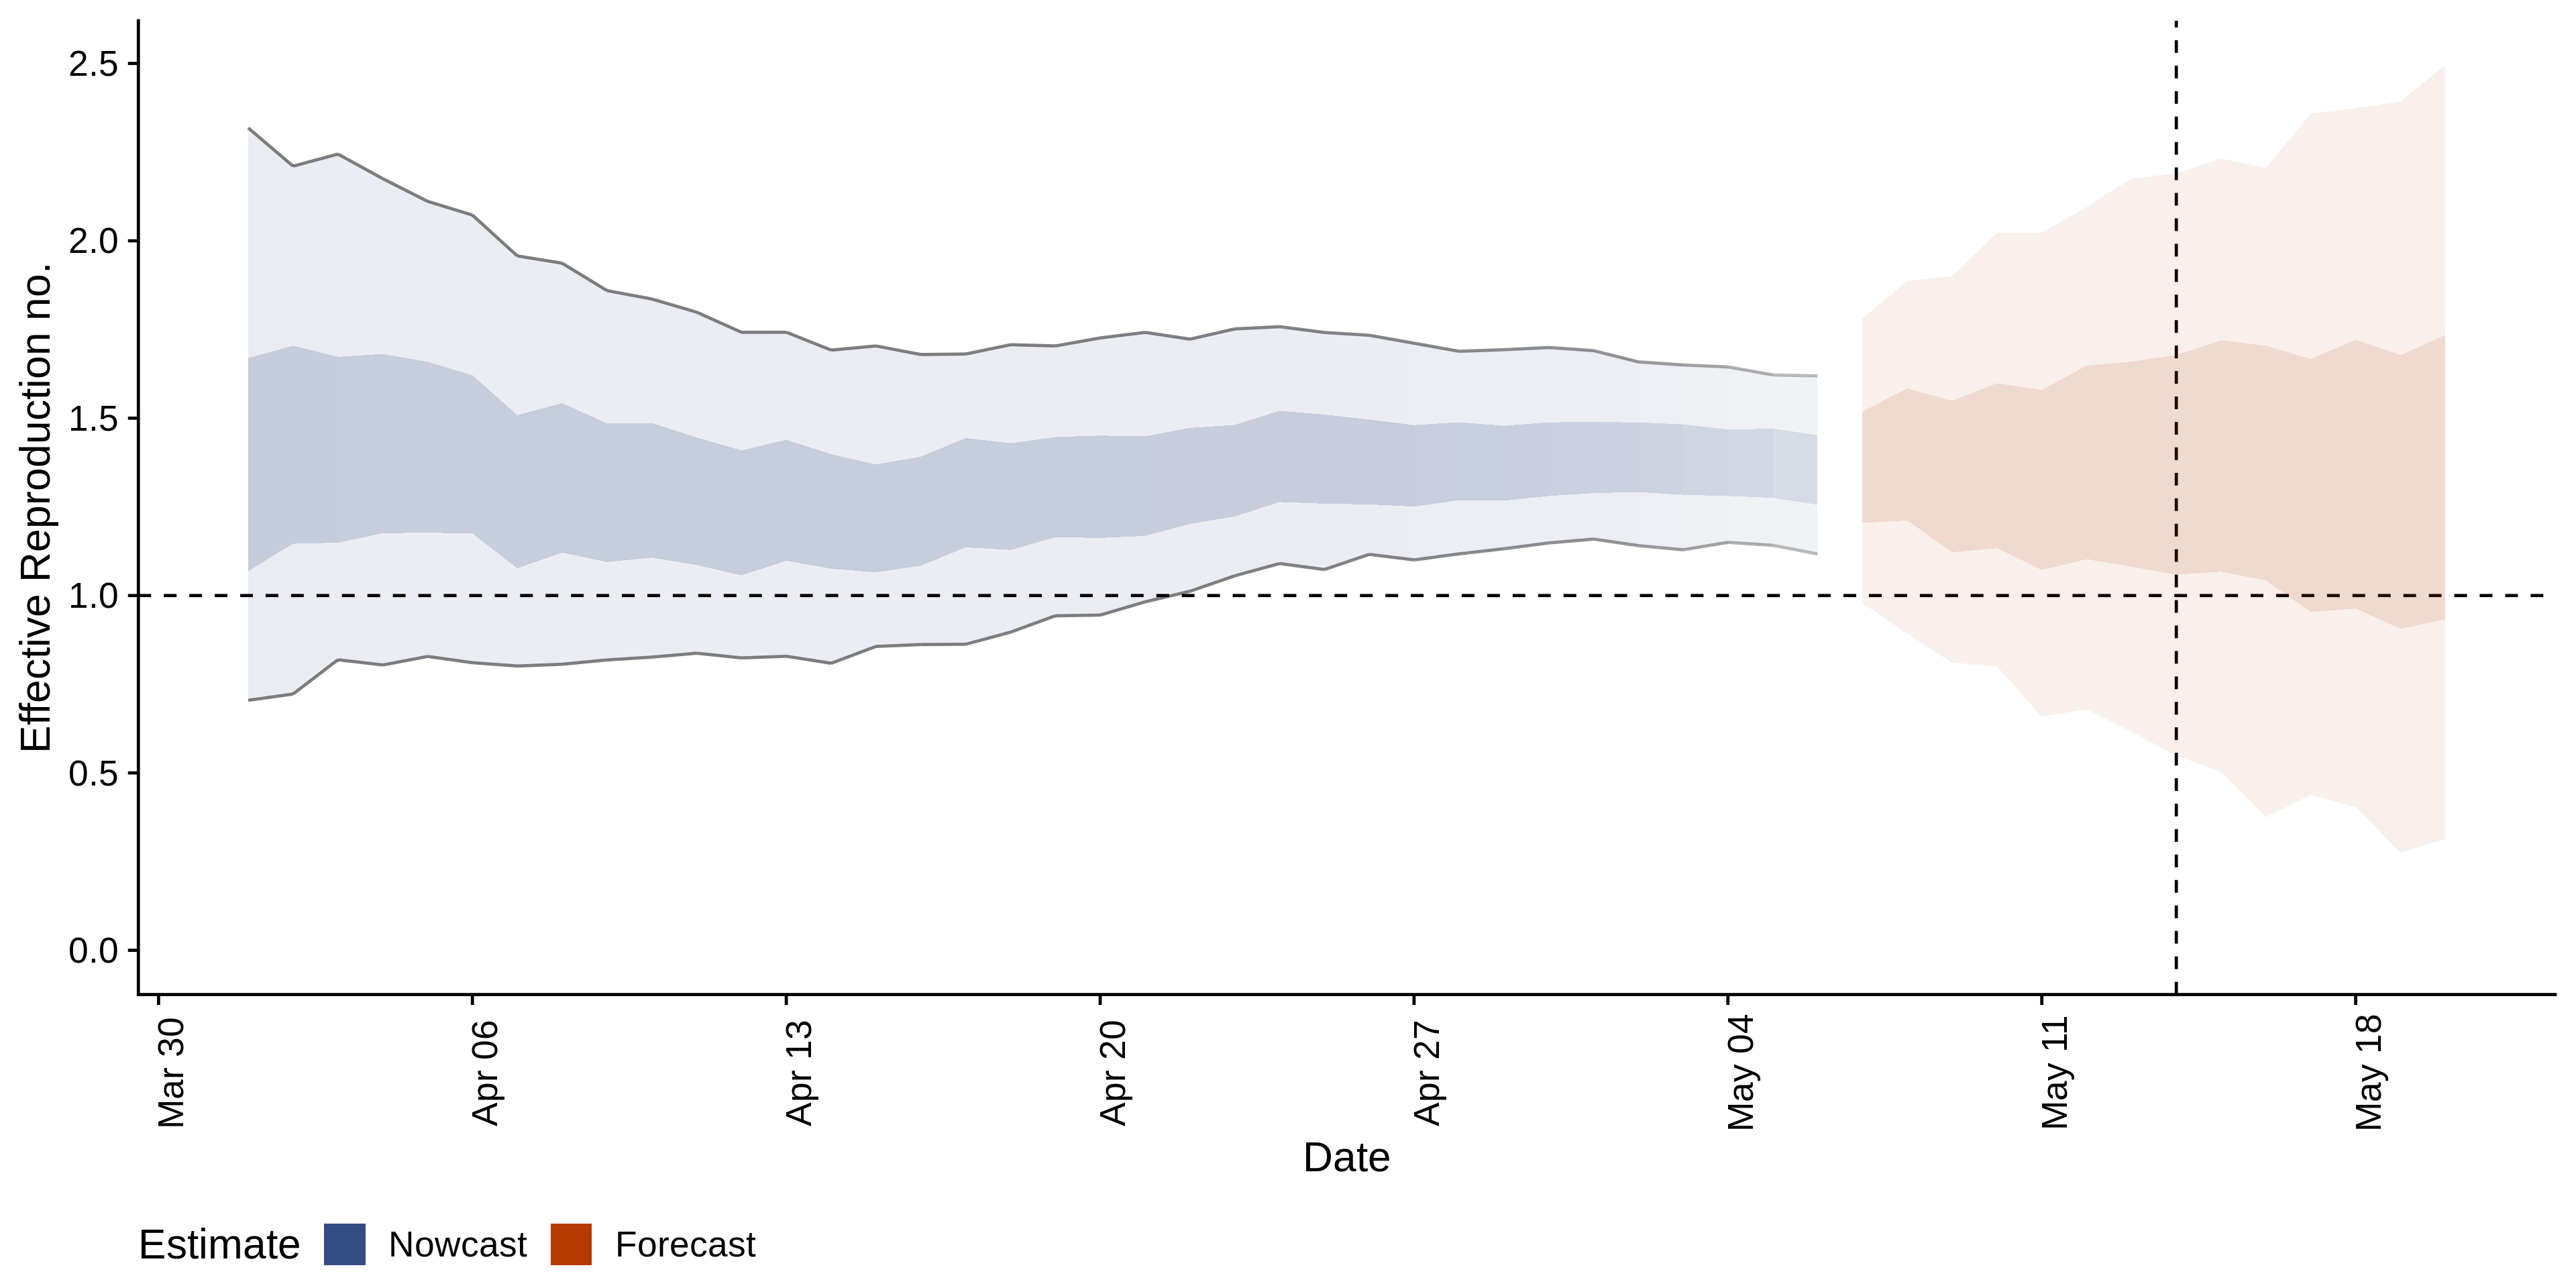 Effective Reproduction no.
2.5
2.0
1.5
1.0
0.5
0.0
Mar 30
Apr 06
Apr 13
Apr 20
Apr 27
May 04
May 11
May 18
Date
Estimate Nowcast Forecast